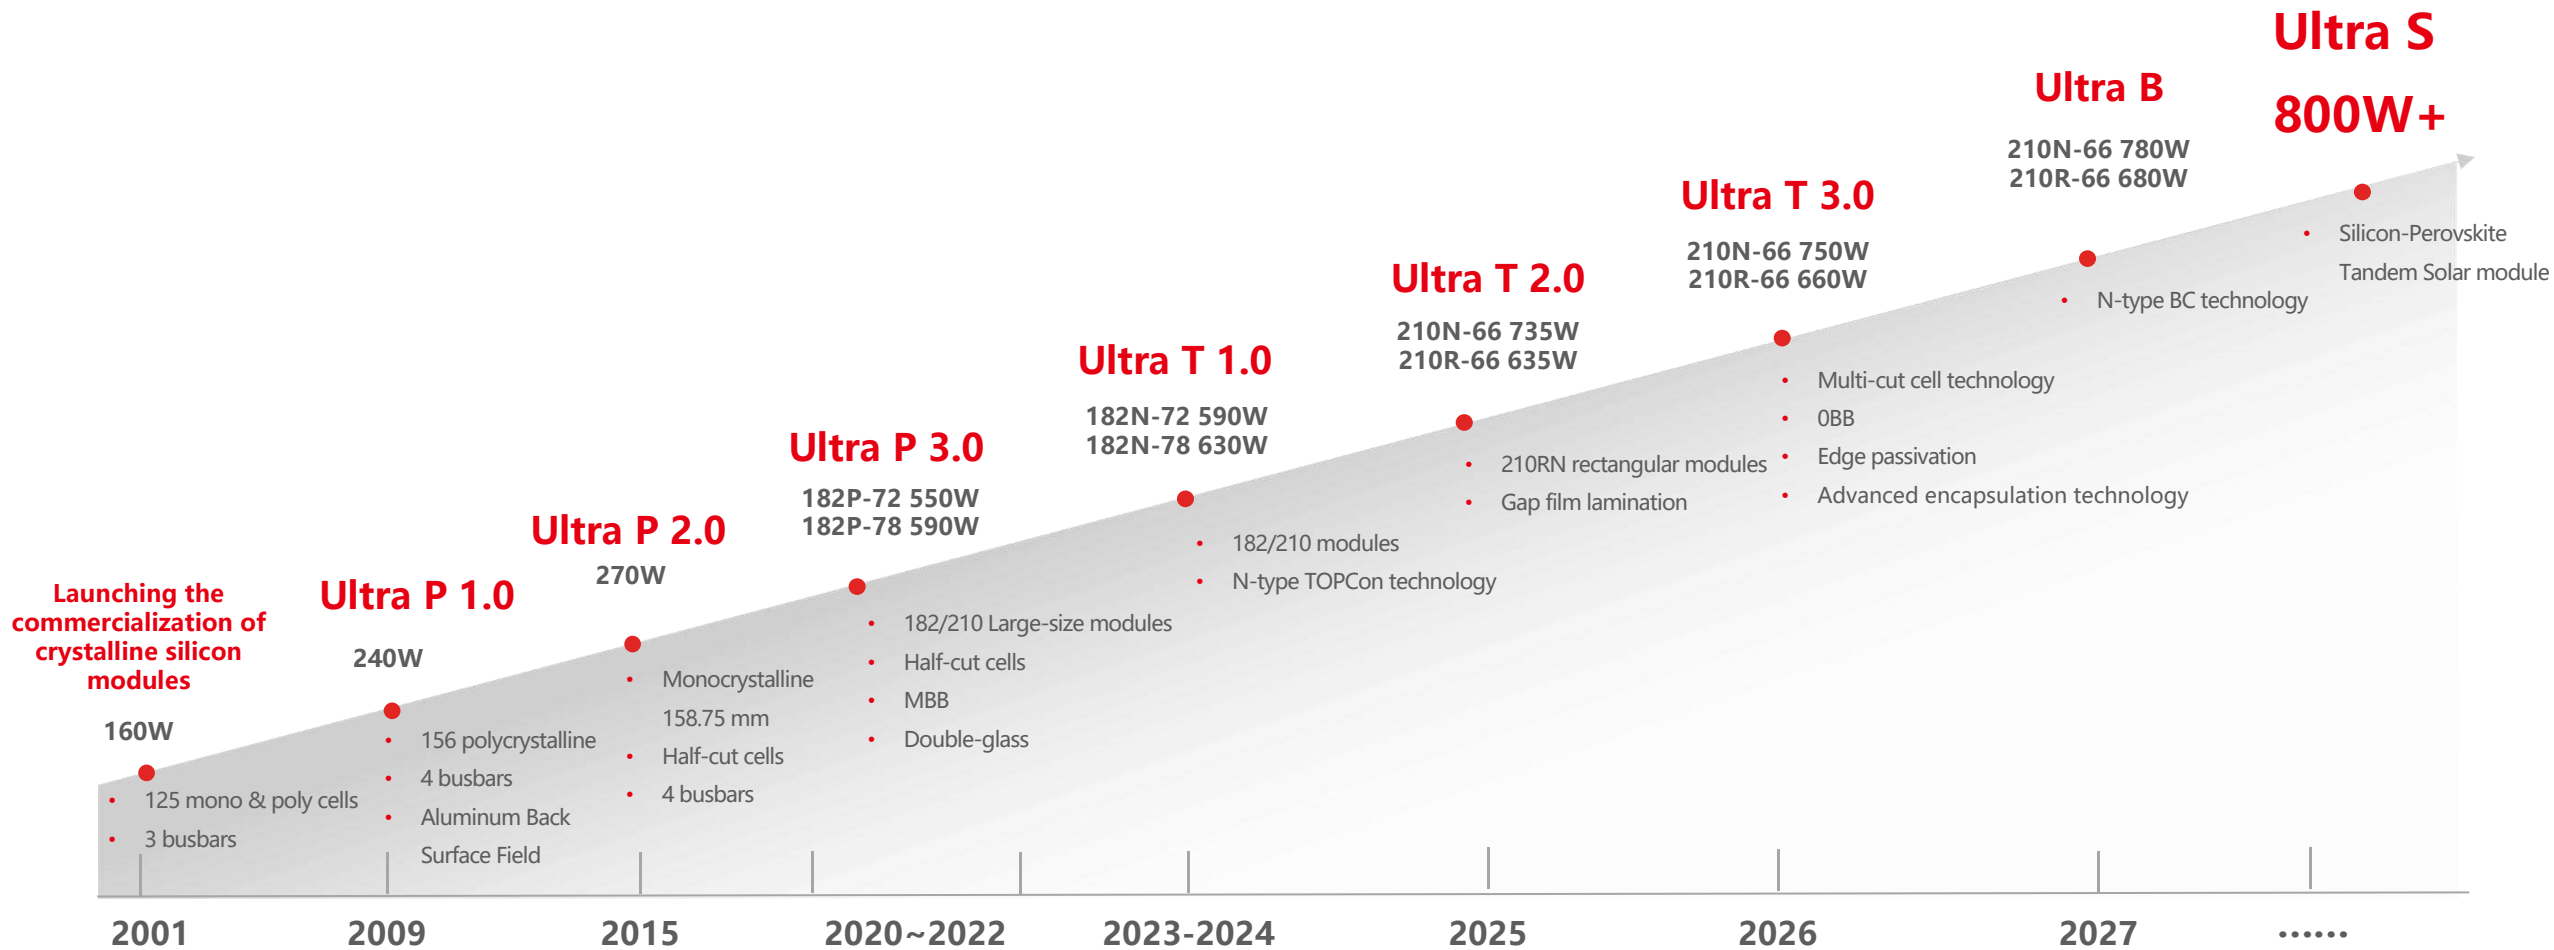 Launching the
commercialization of
crystalline silicon
modules
160W
125 mono & poly cells
3 busbars
Ultra P 1.0
240W
156 polycrystalline
4 busbars
Aluminum Back
Surface Field
Ultra P 2.0
270W
Monocrystalline
158.75 mm
Half-cut cells
4 busbars
Ultra P 3.0
182P-72 550W
182P-78 590W
182/210 Large-size modules
Half-cut cells
MBB
Double-glass
Ultra T 1.0
182N-72 590W
182N-78 630W
182/210 modules
N-type TOPCon technology
Ultra T 2.0
210N-66 735W
210R-66 635W
210RN rectangular modules
Gap film lamination
Ultra T 3.0
210N-66 750W
210R-66 660W
Multi-cut cell technology
0BB
Edge passivation
Advanced encapsulation technology
Ultra B
210N-66 780W
210R-66 680W
N-type BC technology
Ultra S
800W+
Silicon-Perovskite
Tandem Solar module
2001
2009
2015
2020~2022
2023-2024
2025
2026
2027
······